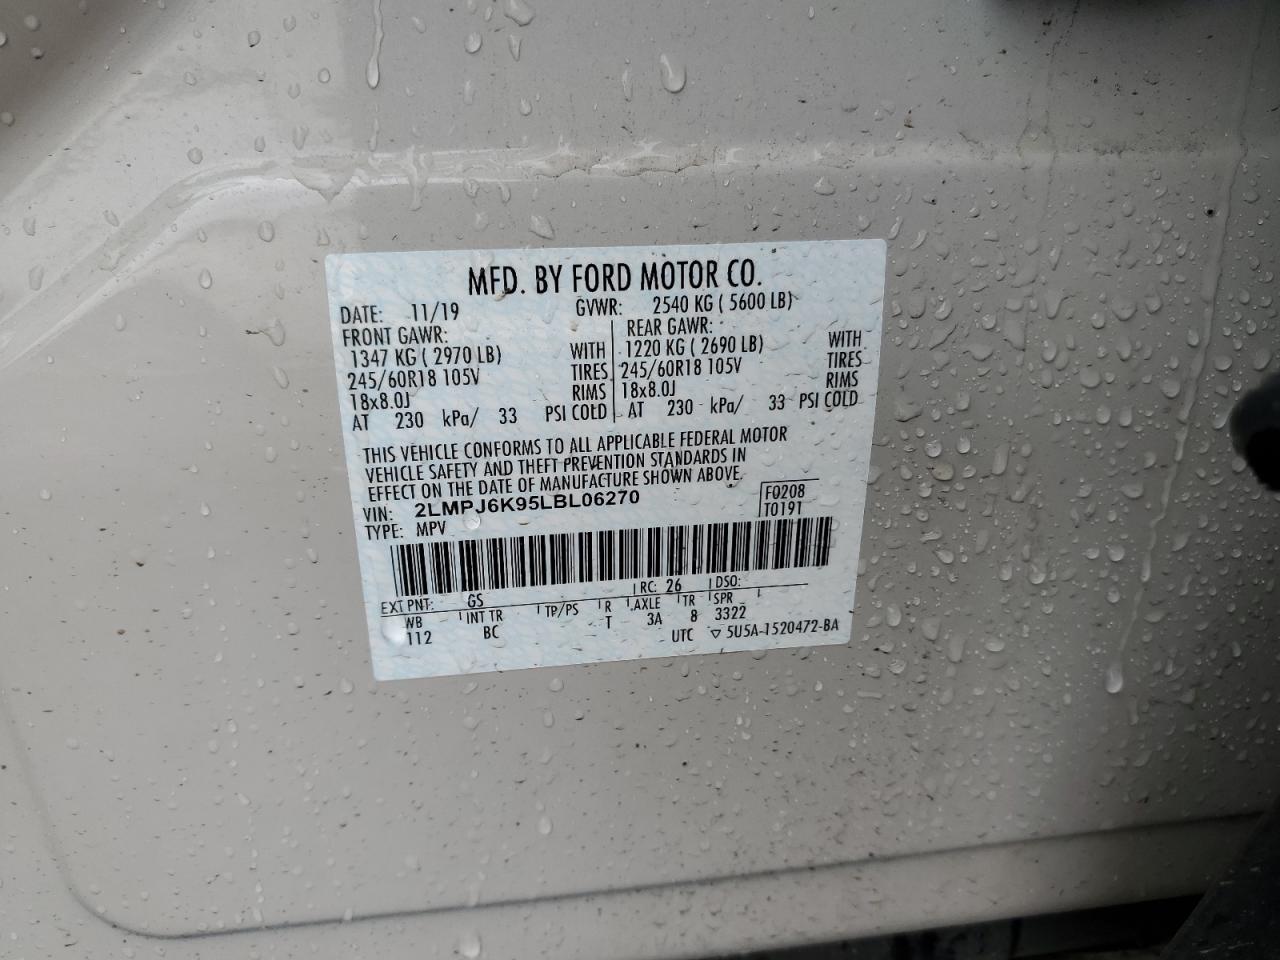 MFD. BY FORD MOTOR CO.
DATE: 11/19 GVWR: 2540 KG ( 5600 LB)
FRONT GAWR: REAR GAWR:
1347 KG ( 2970 LB) WITH 1220 KG ( 2690 LB) WITH
245/60R18 105V TIRES 245/60R18 105V TIRES
18x8.0J RIMS 18x8.0J RIMS
AT 230 kPa/ 33 PSI COLD AT 230 kPa/ 33 PSI COLD
THIS VEHICLE CONFORMS TO ALL APPLICABLE FEDERAL MOTOR
VEHICLE SAFETY AND THEFT PREVENTION STANDARDS IN
EFFECT ON THE DATE OF MANUFACTURE SHOWN ABOVE.
VIN: 2LMPJ6K95LBL06270 F0208
TYPE: MPV T0191
EXT PNT: GS RC: 26 DSO:
WB INT TR TP/PS R AXLE TR SPR
112 BC T 3A 8 3322
UTC ▽ 5U5A-1520472-BA